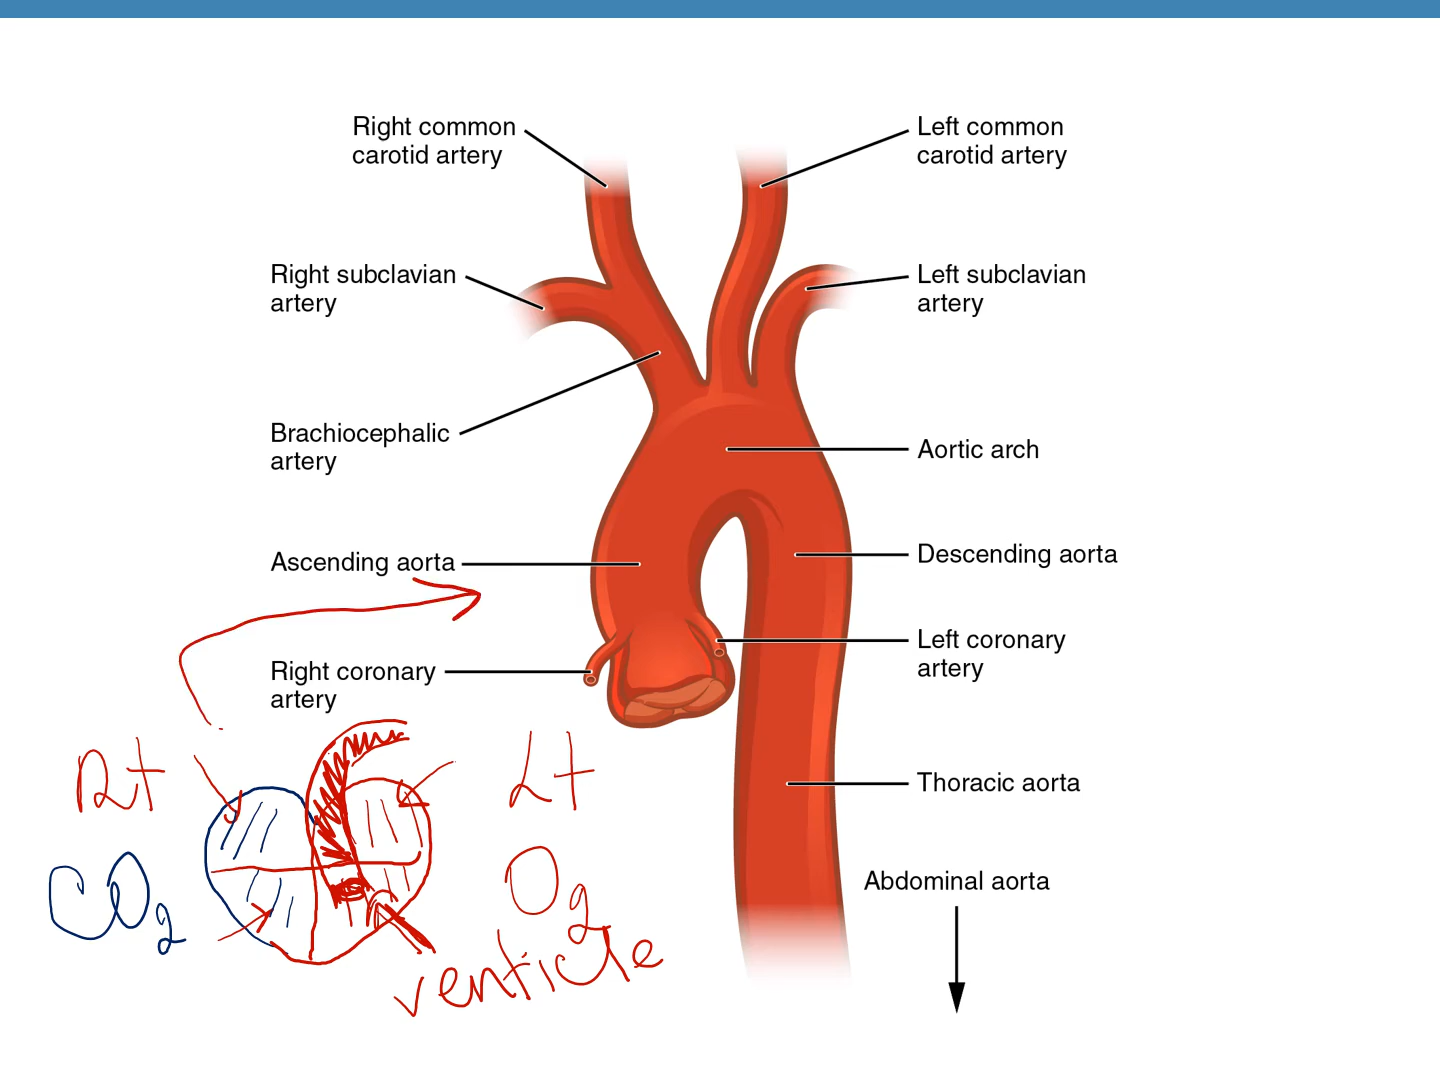 Right common
carotid artery
Left common
carotid artery
Right subclavian
artery
Left subclavian
artery
Brachiocephalic
artery
Aortic arch
Ascending aorta
Descending aorta
Right coronary
artery
Left coronary
artery
Rt
Lt
Thoracic aorta
CO2
O2
Abdominal aorta
venticle